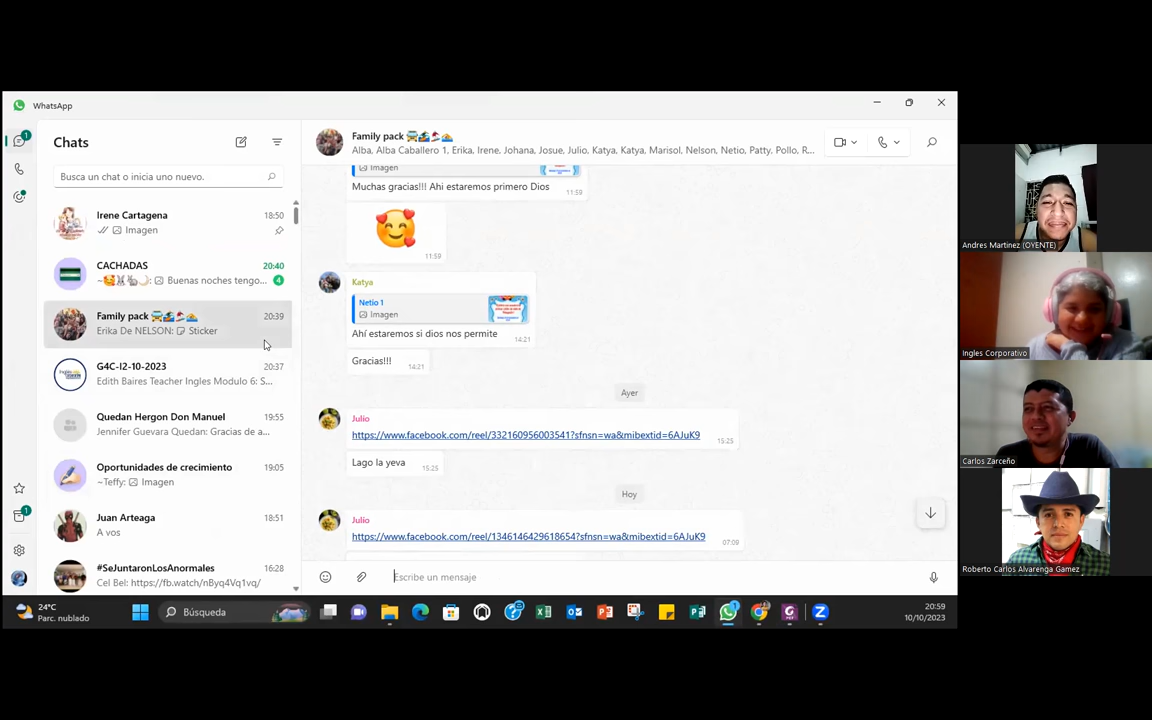 WhatsApp
Chats
Busca un chat o inicia uno nuevo.
Irene Cartagena 18:50
Imagen
CACHADAS 20:40
Buenas noches tengo... 4
Family pack 20:39
Erika De NELSON: Sticker
G4C-I2-10-2023 20:37
Edith Baires Teacher Ingles Modulo 6: S...
Quedan Hergon Don Manuel 19:55
Jennifer Guevara Quedan: Gracias de a...
Oportunidades de crecimiento 19:05
~Teffy: Imagen
Juan Arteaga 18:51
A vos
#SeJuntaronLosAnormales 16:28
Cel Bel: https://fb.watch/nByq4Vq1vq/
Family pack
Alba, Alba Caballero 1, Erika, Irene, Johana, Josue, Julio, Katya, Katya, Marisol, Nelson, Netio, Patty. Pollo, R...
Imagen
Muchas gracias!!! Ahi estaremos primero Dios 11:59
11:59
Katya
Netio 1
Imagen
Ahí estaremos si dios nos permite 14:21
Gracias!!! 14:21
Ayer
Julio
https://www.facebook.com/reel/332160956003541?sfnsn=wa&mibextid=6AJuK9 15:25
Lago la yeva 15:25
Hoy
Julio
https://www.facebook.com/reel/1346146429618654?sfnsn=wa&mibextid=6AJuK9 07:09
Escribe un mensaje
24°C
Parc. nublado
Búsqueda
20:59
10/10/2023
Andres Martinez (OYENTE)
Ingles Corporativo
Carlos Zarceño
Roberto Carlos Alvarenga Gamez